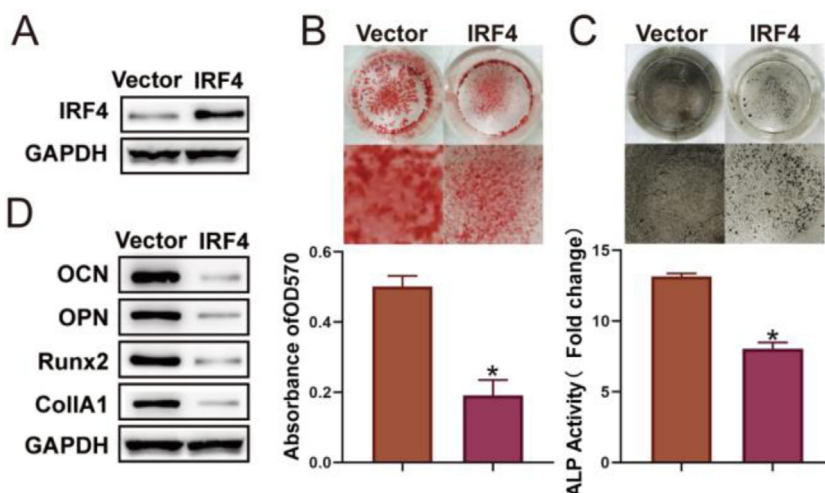 A
Vector IRF4
IRF4
GAPDH
B
Vector IRF4
0.6
0.4
0.2
0.0
Absorbance ofOD570
*
C
Vector IRF4
15
10
5
0
ALP Activity( Fold change)
*
D
Vector IRF4
OCN
OPN
Runx2
CollA1
GAPDH